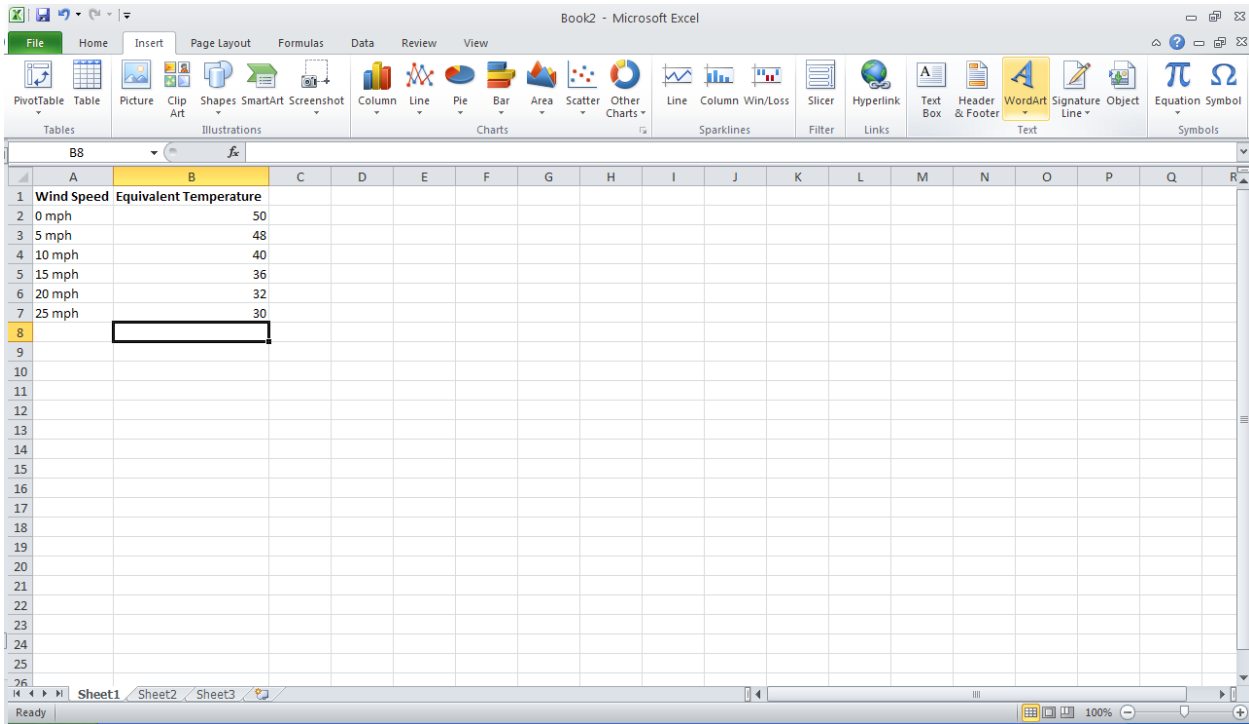 Book2 - Microsoft Excel
File Home Insert Page Layout Formulas Data Review View
PivotTable Table Picture Clip Art Shapes SmartArt Screenshot Column Line Pie Bar Area Scatter Other Charts Line Column Win/Loss Slicer Hyperlink Text Box Header & Footer WordArt Signature Line Object Equation Symbol
Tables Illustrations Charts Sparklines Filter Links Text Symbols
B8 fx
A B C D E F G H I J K L M N O P Q R
1 Wind Speed Equivalent Temperature
2 0 mph 50
3 5 mph 48
4 10 mph 40
5 15 mph 36
6 20 mph 32
7 25 mph 30
8
9
10
11
12
13
14
15
16
17
18
19
20
21
22
23
24
25
26
Sheet1 Sheet2 Sheet3
Ready 100%